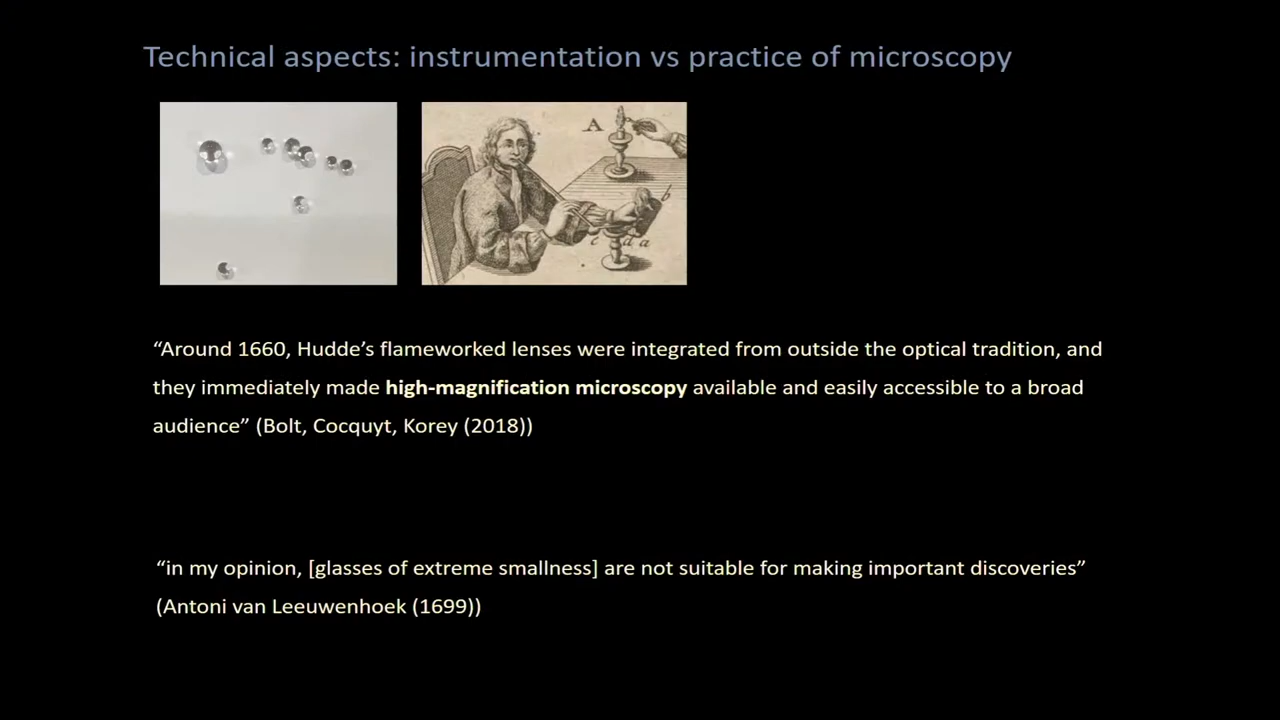 Technical aspects: instrumentation vs practice of microscopy
A
b
c d a
“Around 1660, Hudde’s flameworked lenses were integrated from outside the optical tradition, and
they immediately made high-magnification microscopy available and easily accessible to a broad
audience” (Bolt, Cocquyt, Korey (2018))
“in my opinion, [glasses of extreme smallness] are not suitable for making important discoveries”
(Antoni van Leeuwenhoek (1699))